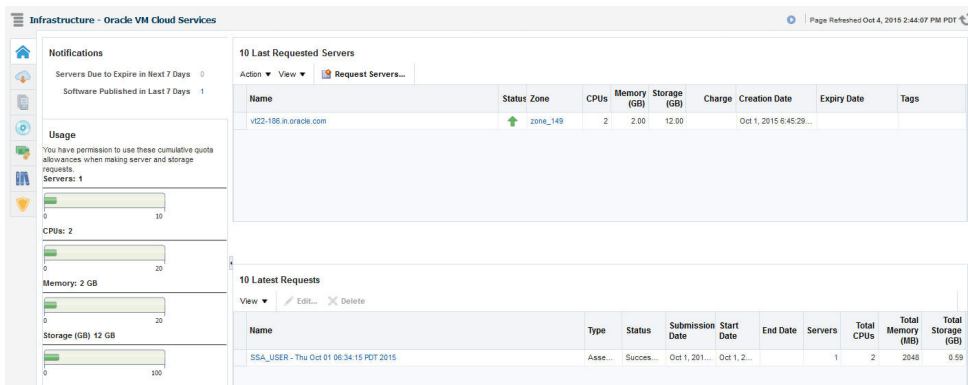 Infrastructure - Oracle VM Cloud Services
Page Refreshed Oct 4, 2015 2:44:07 PM PDT
Notifications
Servers Due to Expire in Next 7 Days 0
Software Published in Last 7 Days 1
Usage
You have permission to use these cumulative quota
allowances when making server and storage
requests.
Servers: 1
0 10
CPUs: 2
0 20
Memory: 2 GB
0 20
Storage (GB) 12 GB
0 100
10 Last Requested Servers
Action View Request Servers...
Name Status Zone CPUs Memory (GB) Storage (GB) Charge Creation Date Expiry Date Tags
vt22-186.in.oracle.com zone_149 2 2.00 12.00 Oct 1, 2015 6:45:29...
10 Latest Requests
View Edit... Delete
Name Type Status Submission Date Start Date End Date Servers Total CPUs Total Memory (MB) Total Storage (GB)
SSA_USER - Thu Oct 01 06:34:15 PDT 2015 Asse... Succes... Oct 1, 201... Oct 1, 2... 1 2 2048 0.59